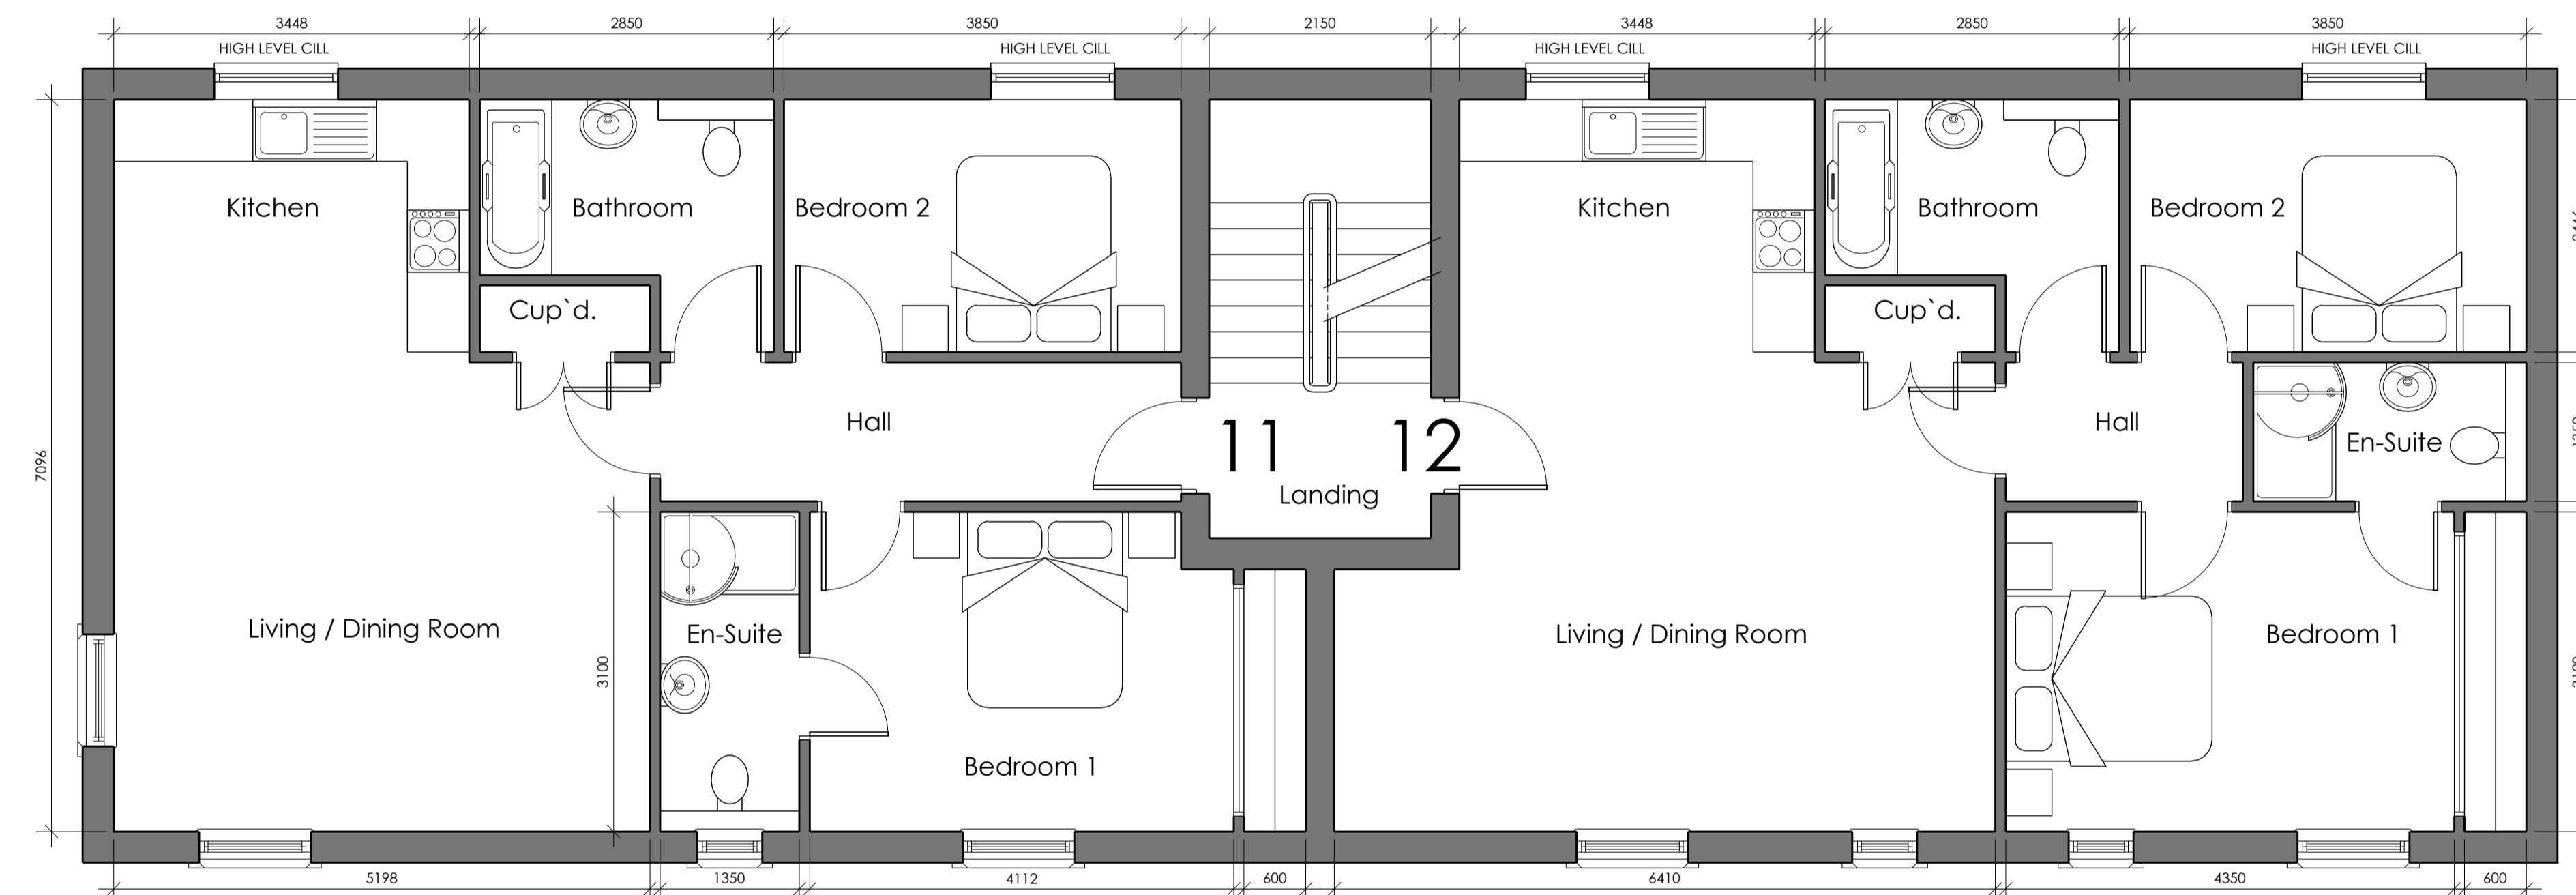 3448 2850 3850 2150 3448 2850 3850
HIGH LEVEL CILL HIGH LEVEL CILL HIGH LEVEL CILL HIGH LEVEL CILL
Kitchen Bathroom Bedroom 2 Kitchen Bathroom Bedroom 2
Cup`d. Cup`d.
Hall Hall
11 12
En-Suite
7096
Landing
Living / Dining Room En-Suite Living / Dining Room Bedroom 1
3100
Bedroom 1
5198 1350 4112 600 6410 4350 600